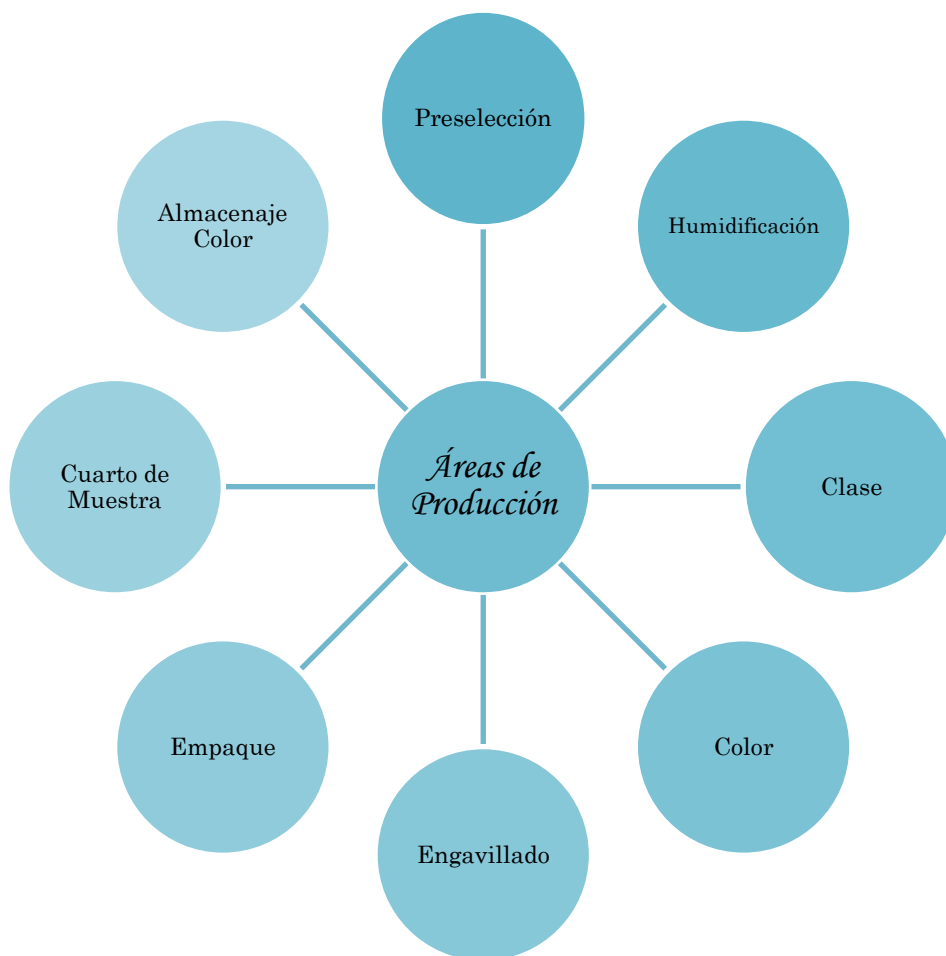 Preselección
Humidificación
Clase
Color
Engavillado
Empaque
Cuarto de
Muestra
Almacenaje
Color
Áreas de
Producción